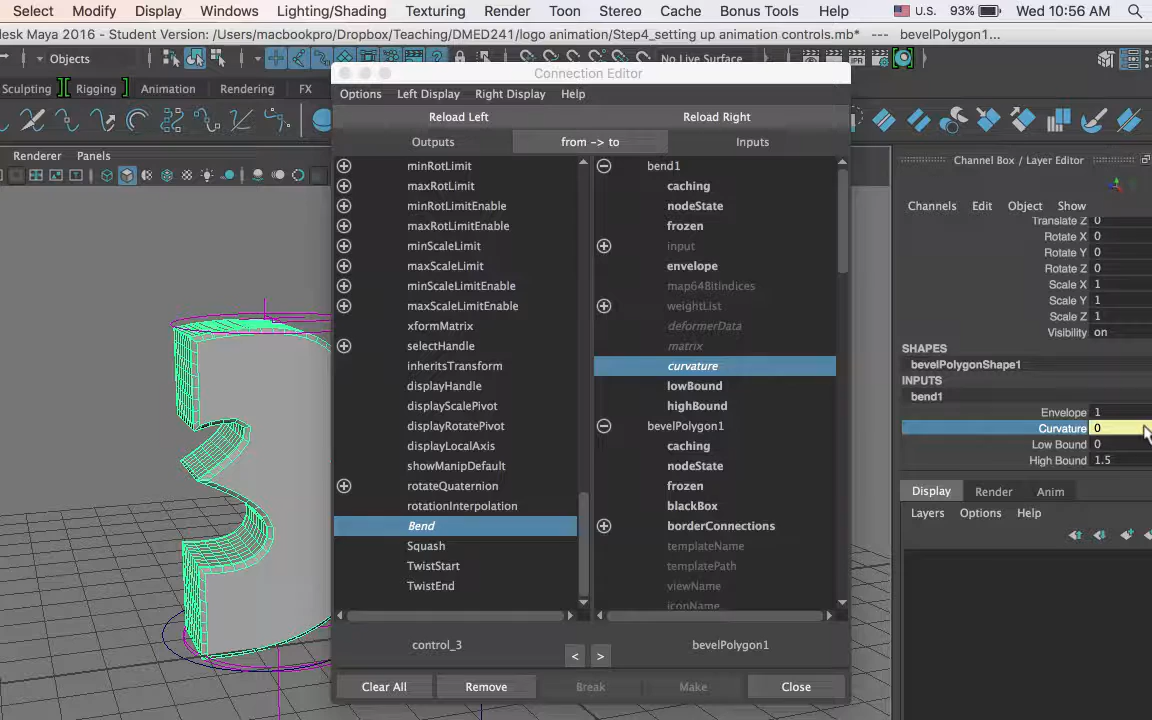 Select Modify Display Windows Lighting/Shading Texturing Render Toon Stereo Cache Bonus Tools Help U.S. 93% Wed 10:56 AM
desk Maya 2016 - Student Version: /Users/macbookpro/Dropbox/Teaching/DMED241/logo animation/Step4_setting up animation controls.mb* --- bevelPolygon1...
Objects
No Live Surface
Sculpting Rigging Animation Rendering FX
Connection Editor
Options Left Display Right Display Help
Reload Left Reload Right
Outputs from -> to Inputs
Renderer Panels
minRotLimit
maxRotLimit
minRotLimitEnable
maxRotLimitEnable
minScaleLimit
maxScaleLimit
minScaleLimitEnable
maxScaleLimitEnable
xformMatrix
selectHandle
inheritsTransform
displayHandle
displayScalePivot
displayRotatePivot
displayLocalAxis
showManipDefault
rotateQuaternion
rotationInterpolation
Bend
Squash
TwistStart
TwistEnd
bend1
caching
nodeState
frozen
input
envelope
map64BitIndices
weightList
deformerData
matrix
curvature
lowBound
highBound
bevelPolygon1
caching
nodeState
frozen
blackBox
borderConnections
templateName
templatePath
viewName
iconName
control_3 bevelPolygon1
< >
Clear All Remove Break Make Close
Channel Box / Layer Editor
Channels Edit Object Show
Translate Z 0
Rotate X 0
Rotate Y 0
Rotate Z 0
Scale X 1
Scale Y 1
Scale Z 1
Visibility on
SHAPES
bevelPolygonShape1
INPUTS
bend1
Envelope 1
Curvature 0
Low Bound 0
High Bound 1.5
Display Render Anim
Layers Options Help